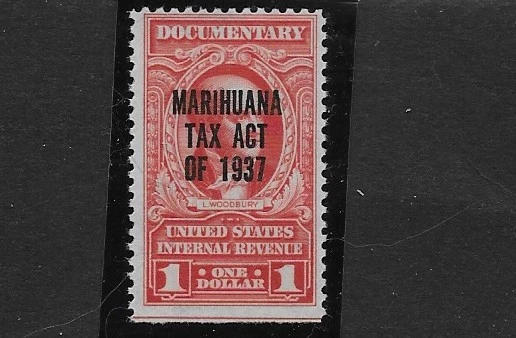 DOCUMENTARY
MARIHUANA
TAX ACT
OF 1937
L. WOODBURY
UNITED STATES
INTERNAL REVENUE
1 ONE DOLLAR 1